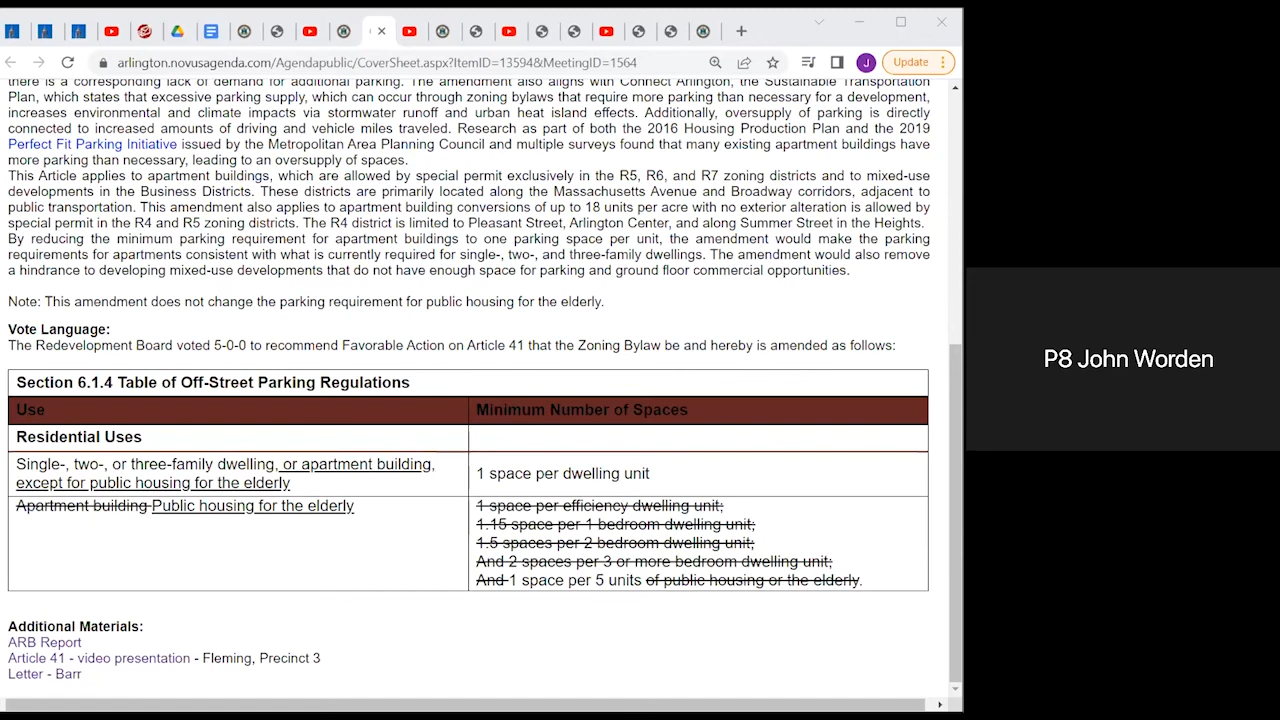 arlington.novusagenda.com/Agendapublic/CoverSheet.aspx?ItemID=13594&MeetingID=1564
J
Update
there is a corresponding lack of demand for additional parking. The amendment also aligns with Connect Arlington, the Sustainable Transportation
Plan, which states that excessive parking supply, which can occur through zoning bylaws that require more parking than necessary for a development,
increases environmental and climate impacts via stormwater runoff and urban heat island effects. Additionally, oversupply of parking is directly
connected to increased amounts of driving and vehicle miles traveled. Research as part of both the 2016 Housing Production Plan and the 2019
Perfect Fit Parking Initiative issued by the Metropolitan Area Planning Council and multiple surveys found that many existing apartment buildings have
more parking than necessary, leading to an oversupply of spaces.
This Article applies to apartment buildings, which are allowed by special permit exclusively in the R5, R6, and R7 zoning districts and to mixed-use
developments in the Business Districts. These districts are primarily located along the Massachusetts Avenue and Broadway corridors, adjacent to
public transportation. This amendment also applies to apartment building conversions of up to 18 units per acre with no exterior alteration is allowed by
special permit in the R4 and R5 zoning districts. The R4 district is limited to Pleasant Street, Arlington Center, and along Summer Street in the Heights.
By reducing the minimum parking requirement for apartment buildings to one parking space per unit, the amendment would make the parking
requirements for apartments consistent with what is currently required for single-, two-, and three-family dwellings. The amendment would also remove
a hindrance to developing mixed-use developments that do not have enough space for parking and ground floor commercial opportunities.
Note: This amendment does not change the parking requirement for public housing for the elderly.
Vote Language:
The Redevelopment Board voted 5-0-0 to recommend Favorable Action on Article 41 that the Zoning Bylaw be and hereby is amended as follows:
Section 6.1.4 Table of Off-Street Parking Regulations
Use
Minimum Number of Spaces
Residential Uses
Single-, two-, or three-family dwelling, or apartment building,
except for public housing for the elderly
1 space per dwelling unit
Apartment building Public housing for the elderly
1 space per efficiency dwelling unit;
1.15 space per 1 bedroom dwelling unit;
1.5 spaces per 2 bedroom dwelling unit;
And 2 spaces per 3 or more bedroom dwelling unit;
And 1 space per 5 units of public housing or the elderly.
Additional Materials:
ARB Report
Article 41 - video presentation - Fleming, Precinct 3
Letter - Barr
P8 John Worden